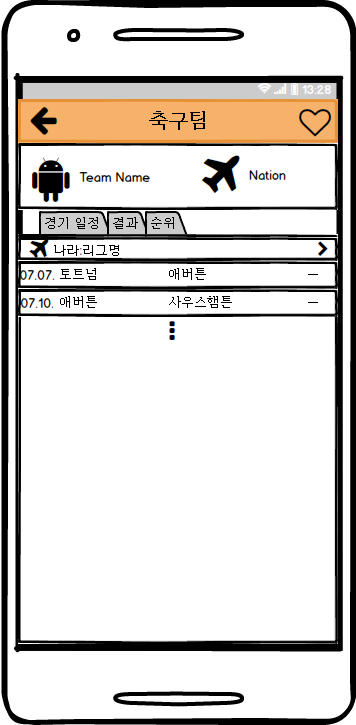 13:28
축구팀
Team Name Nation
경기 일정 결과 순위
나라:리그명
07.07. 토트넘 애버튼 –
07.10. 애버튼 사우스햄튼 –